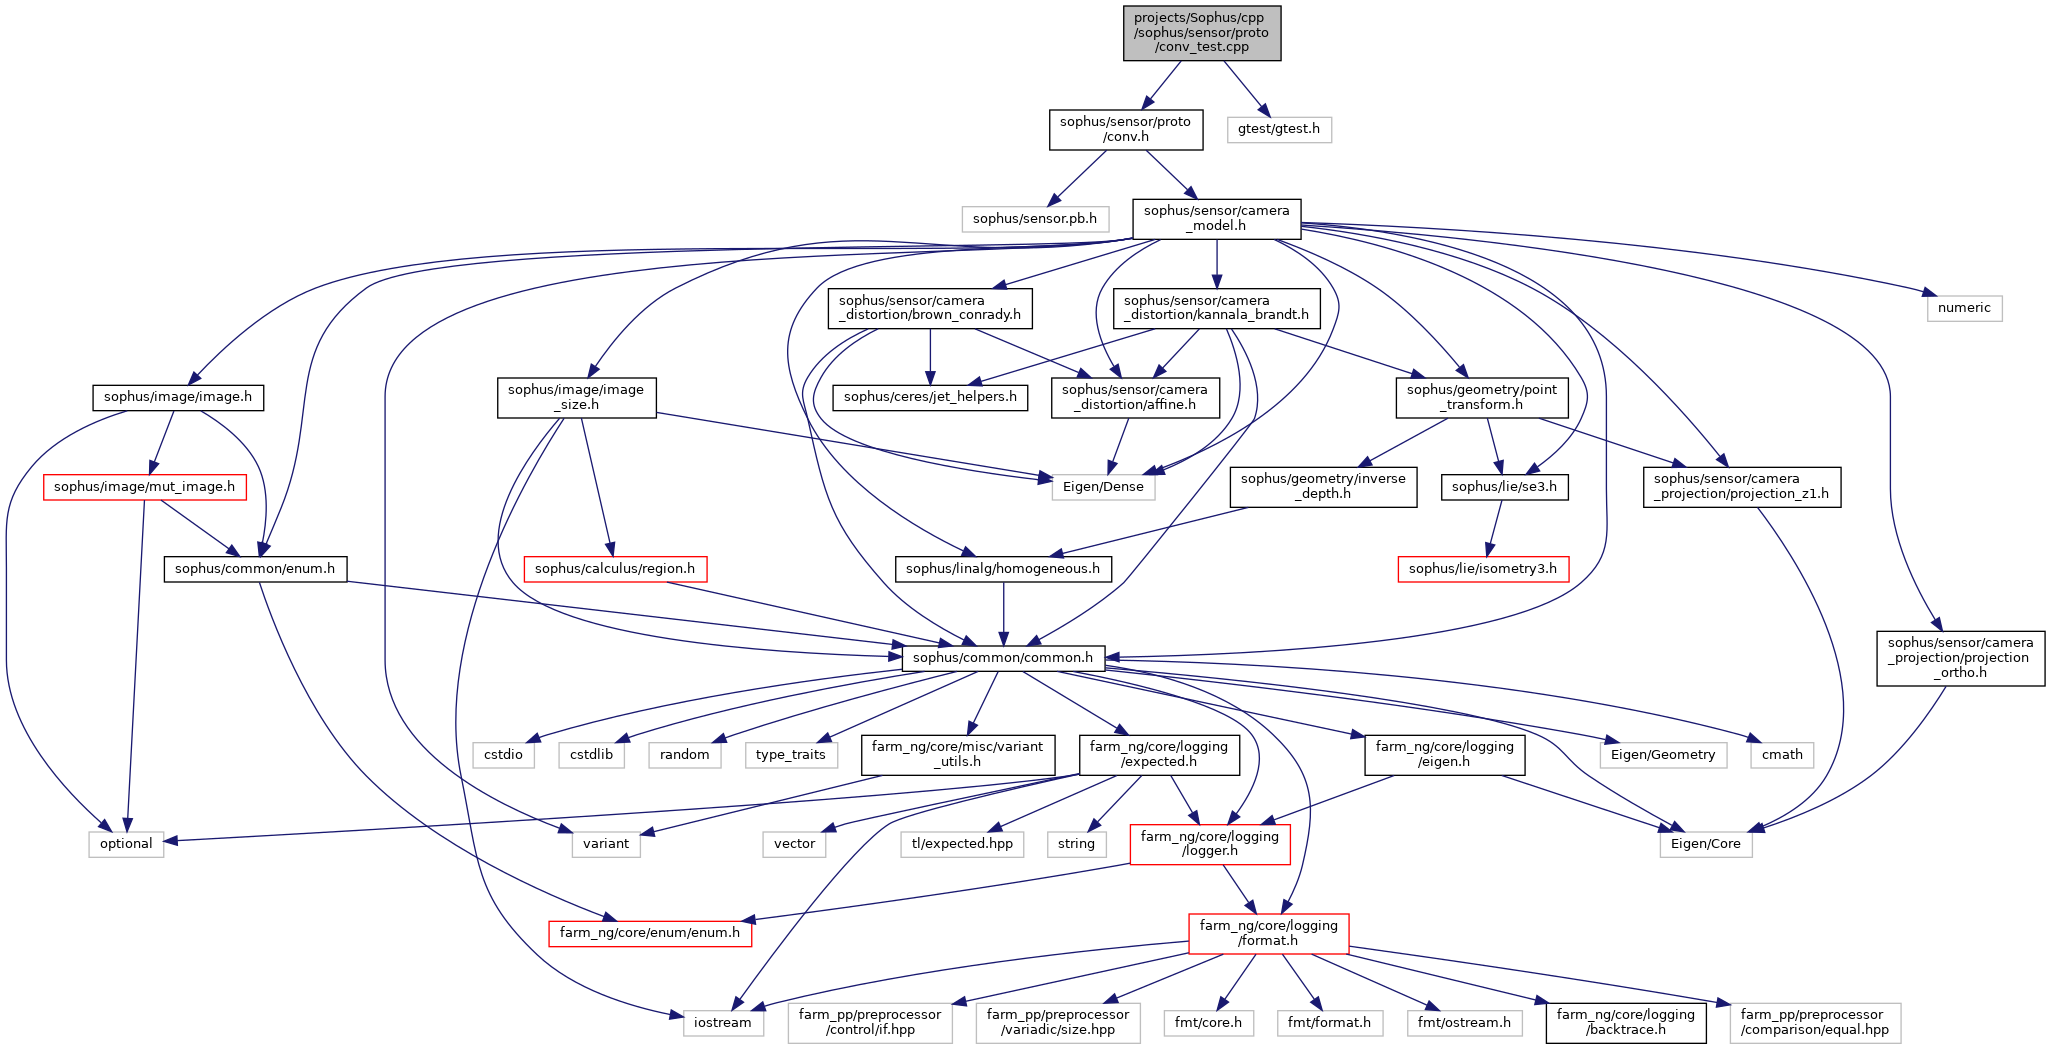 projects/Sophus/cpp
/sophus/sensor/proto
/conv_test.cpp
sophus/sensor/proto
/conv.h
gtest/gtest.h
sophus/sensor.pb.h
sophus/sensor/camera
_model.h
sophus/sensor/camera
_distortion/brown_conrady.h
sophus/sensor/camera
_distortion/kannala_brandt.h
numeric
sophus/image/image.h
sophus/image/image
_size.h
sophus/ceres/jet_helpers.h
sophus/sensor/camera
_distortion/affine.h
sophus/geometry/point
_transform.h
sophus/image/mut_image.h
Eigen/Dense
sophus/geometry/inverse
_depth.h
sophus/lie/se3.h
sophus/sensor/camera
_projection/projection_z1.h
sophus/common/enum.h
sophus/calculus/region.h
sophus/linalg/homogeneous.h
sophus/lie/isometry3.h
sophus/common/common.h
sophus/sensor/camera
_projection/projection
_ortho.h
cstdio
cstdlib
random
type_traits
farm_ng/core/misc/variant
_utils.h
farm_ng/core/logging
/expected.h
farm_ng/core/logging
/eigen.h
Eigen/Geometry
cmath
optional
variant
vector
tl/expected.hpp
string
farm_ng/core/logging
/logger.h
Eigen/Core
farm_ng/core/enum/enum.h
farm_ng/core/logging
/format.h
iostream
farm_pp/preprocessor
/control/if.hpp
farm_pp/preprocessor
/variadic/size.hpp
fmt/core.h
fmt/format.h
fmt/ostream.h
farm_ng/core/logging
/backtrace.h
farm_pp/preprocessor
/comparison/equal.hpp